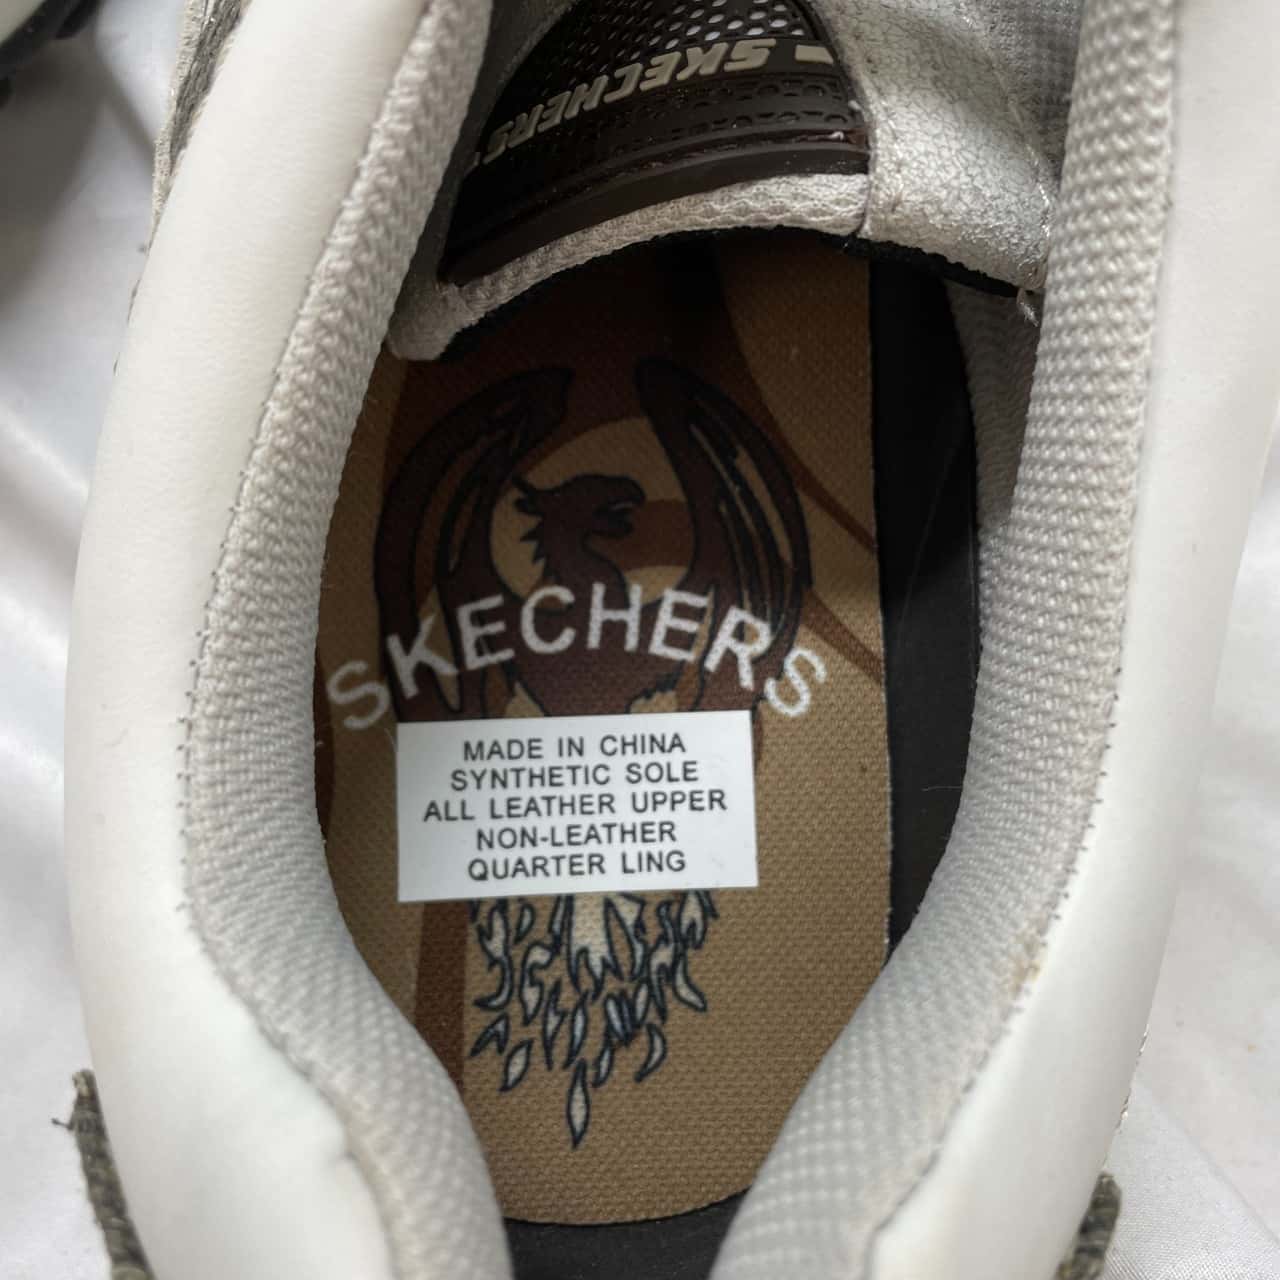 SKECHERS
SKECHERS
MADE IN CHINA
SYNTHETIC SOLE
ALL LEATHER UPPER
NON-LEATHER
QUARTER LING